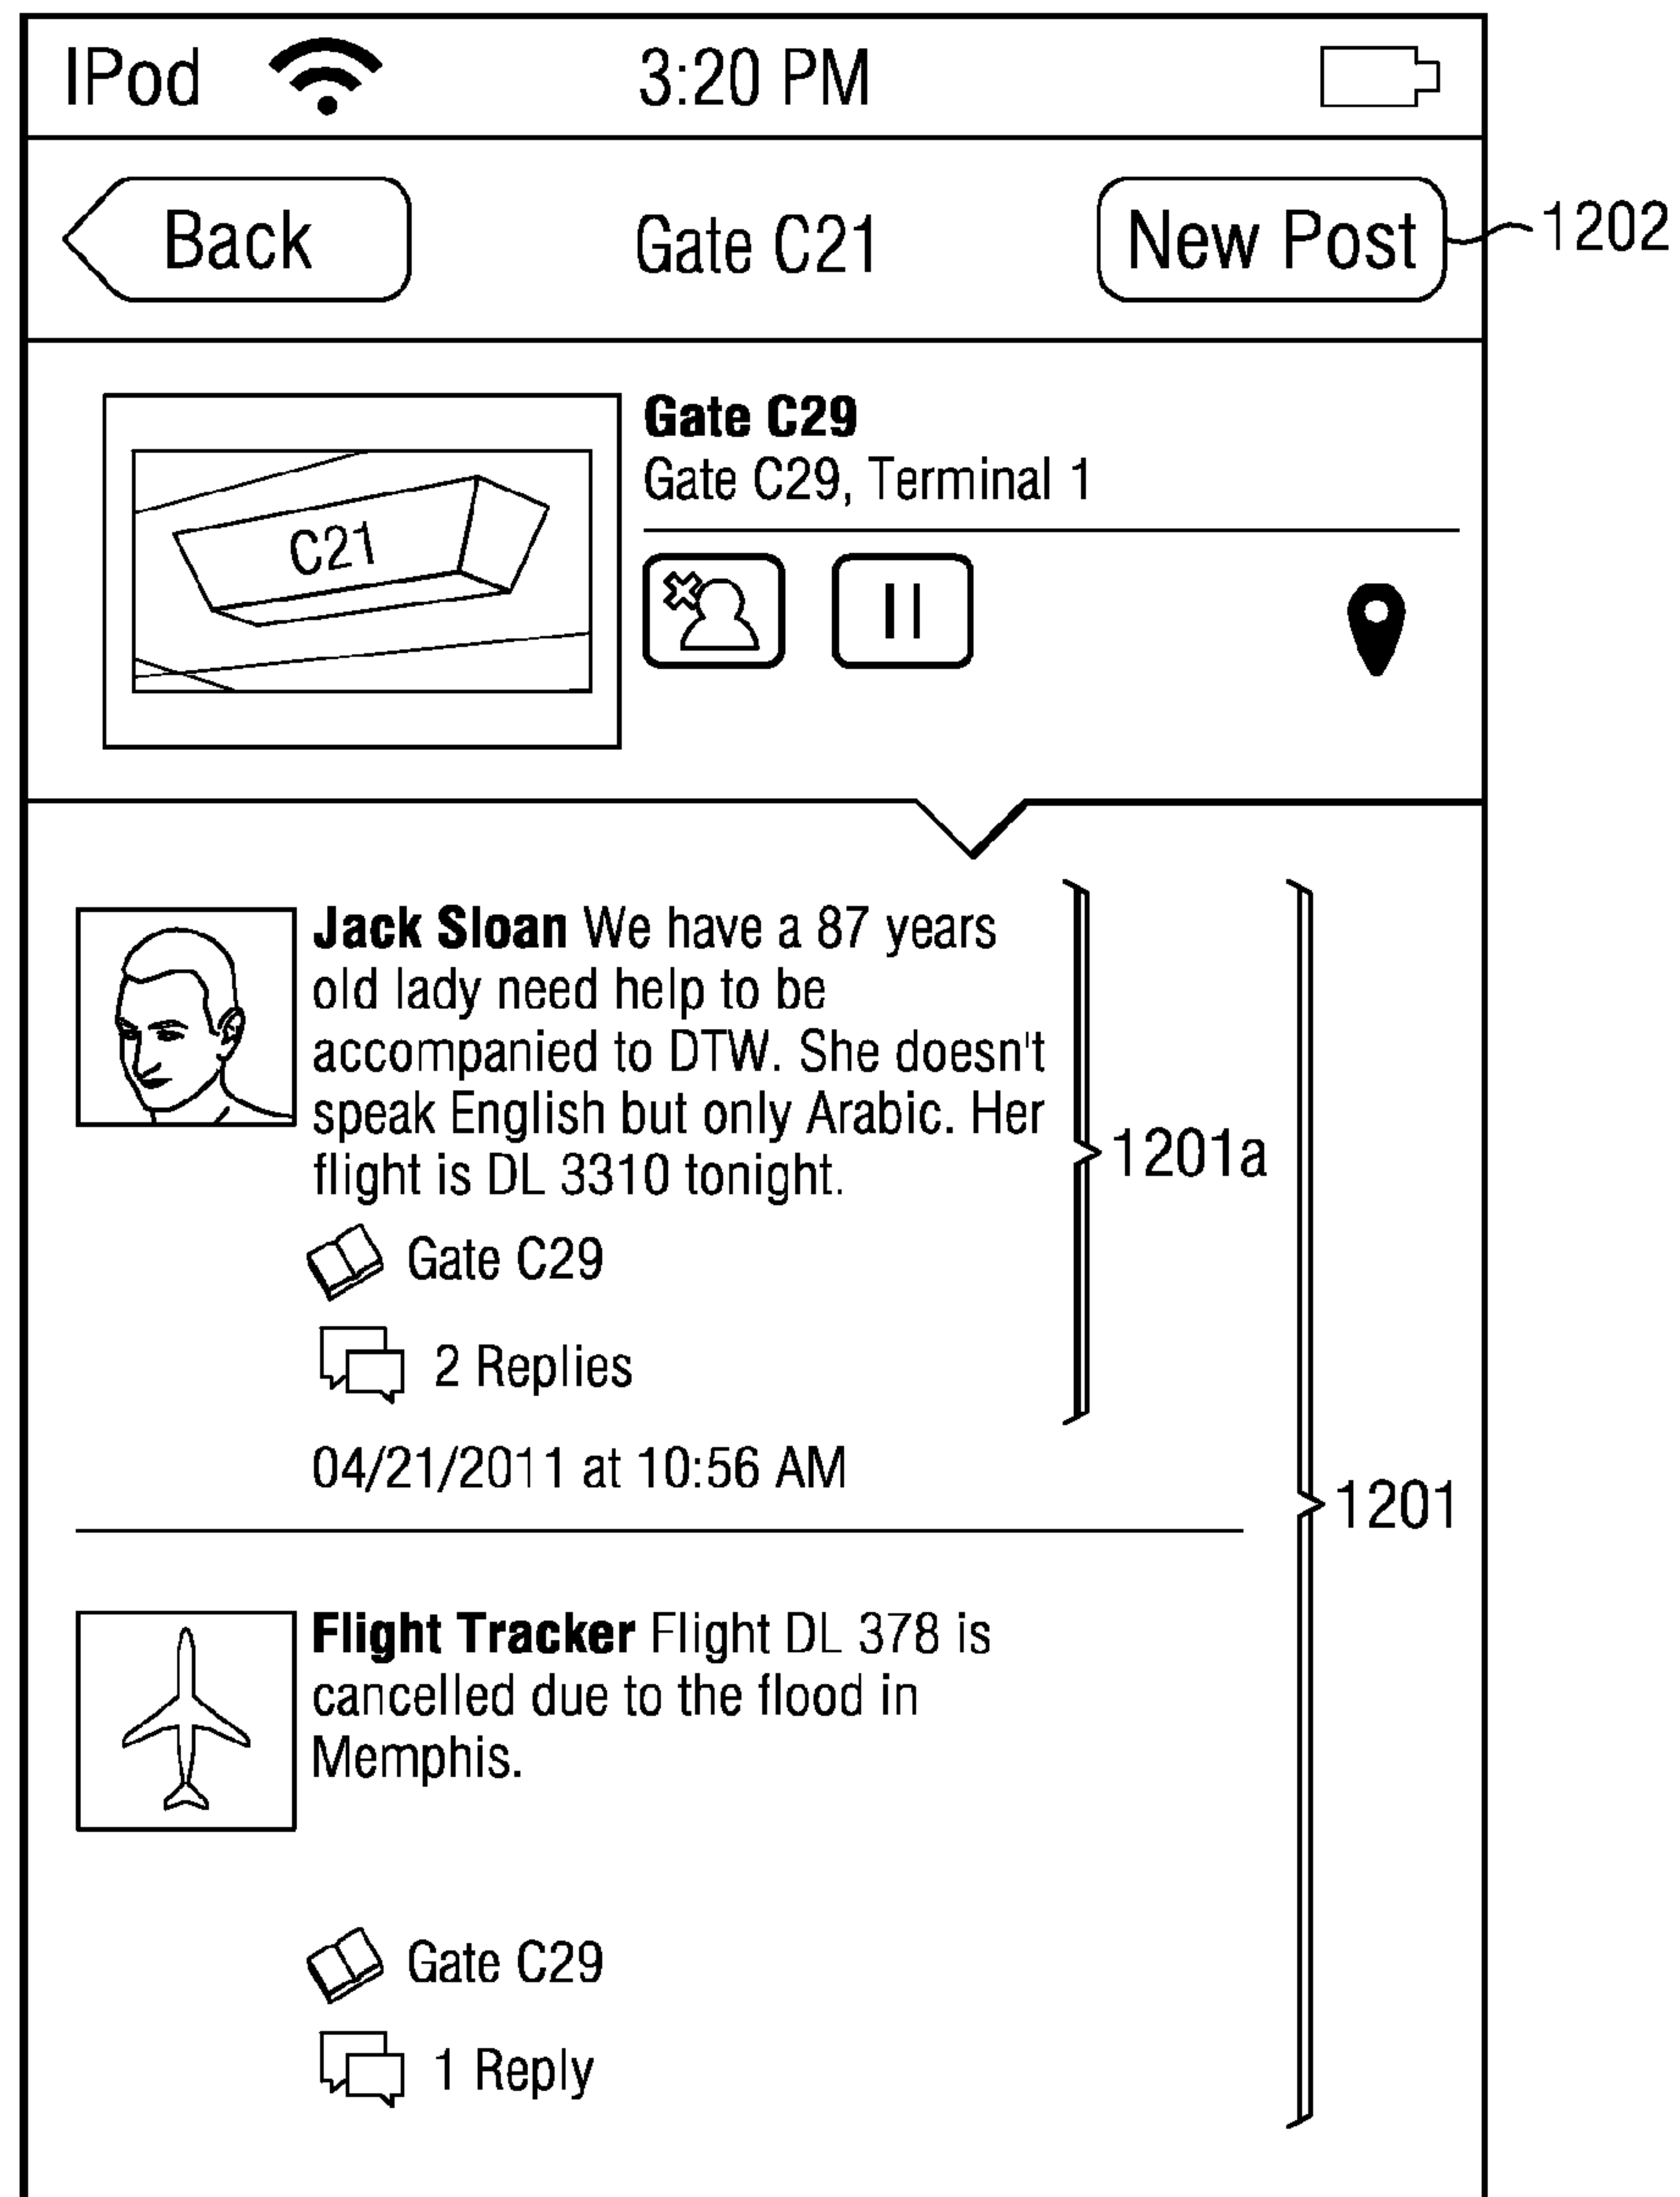 IPod 3:20 PM
Back Gate C21 New Post 1202
Gate C29
Gate C29, Terminal 1
C21
Jack Sloan We have a 87 years
old lady need help to be
accompanied to DTW. She doesn't
speak English but only Arabic. Her
flight is DL 3310 tonight.
1201a
Gate C29
2 Replies
04/21/2011 at 10:56 AM
1201
Flight Tracker Flight DL 378 is
cancelled due to the flood in
Memphis.
Gate C29
1 Reply